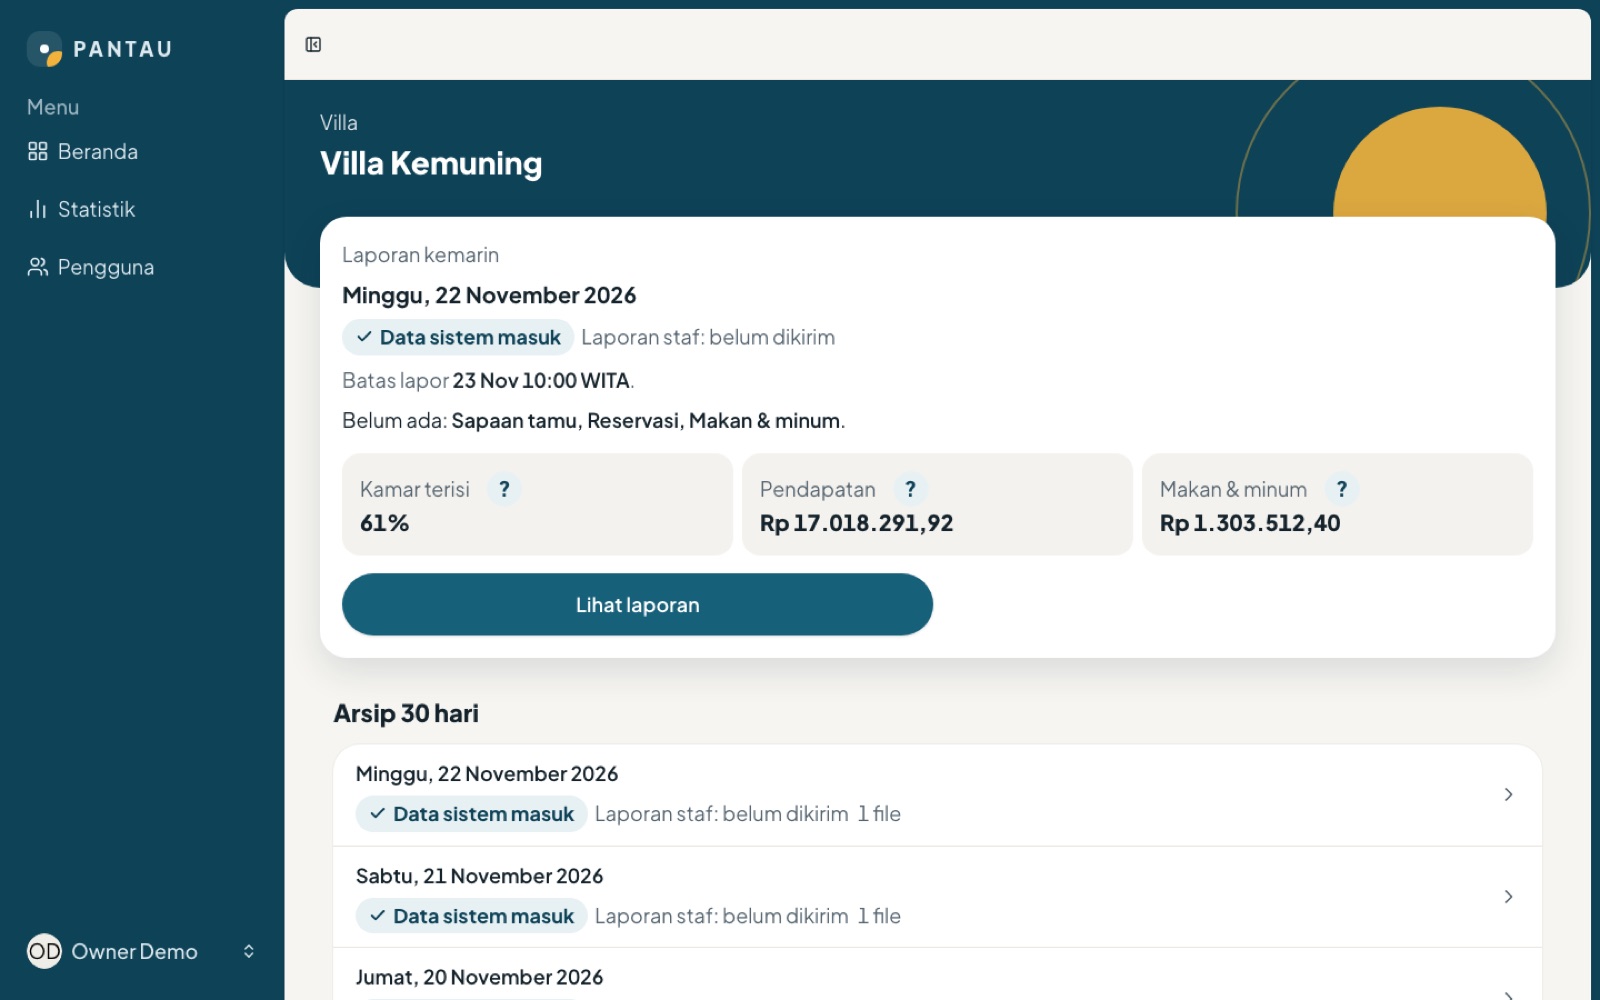 PANTAU
Menu
Beranda
Statistik
Pengguna
OD Owner Demo
Villa
Villa Kemuning
Laporan kemarin
Minggu, 22 November 2026
Data sistem masuk Laporan staf: belum dikirim
Batas lapor 23 Nov 10:00 WITA.
Belum ada: Sapaan tamu, Reservasi, Makan & minum.
Kamar terisi ?
61%
Pendapatan ?
Rp 17.018.291,92
Makan & minum ?
Rp 1.303.512,40
Lihat laporan
Arsip 30 hari
Minggu, 22 November 2026
Data sistem masuk Laporan staf: belum dikirim 1 file
Sabtu, 21 November 2026
Data sistem masuk Laporan staf: belum dikirim 1 file
Jumat, 20 November 2026